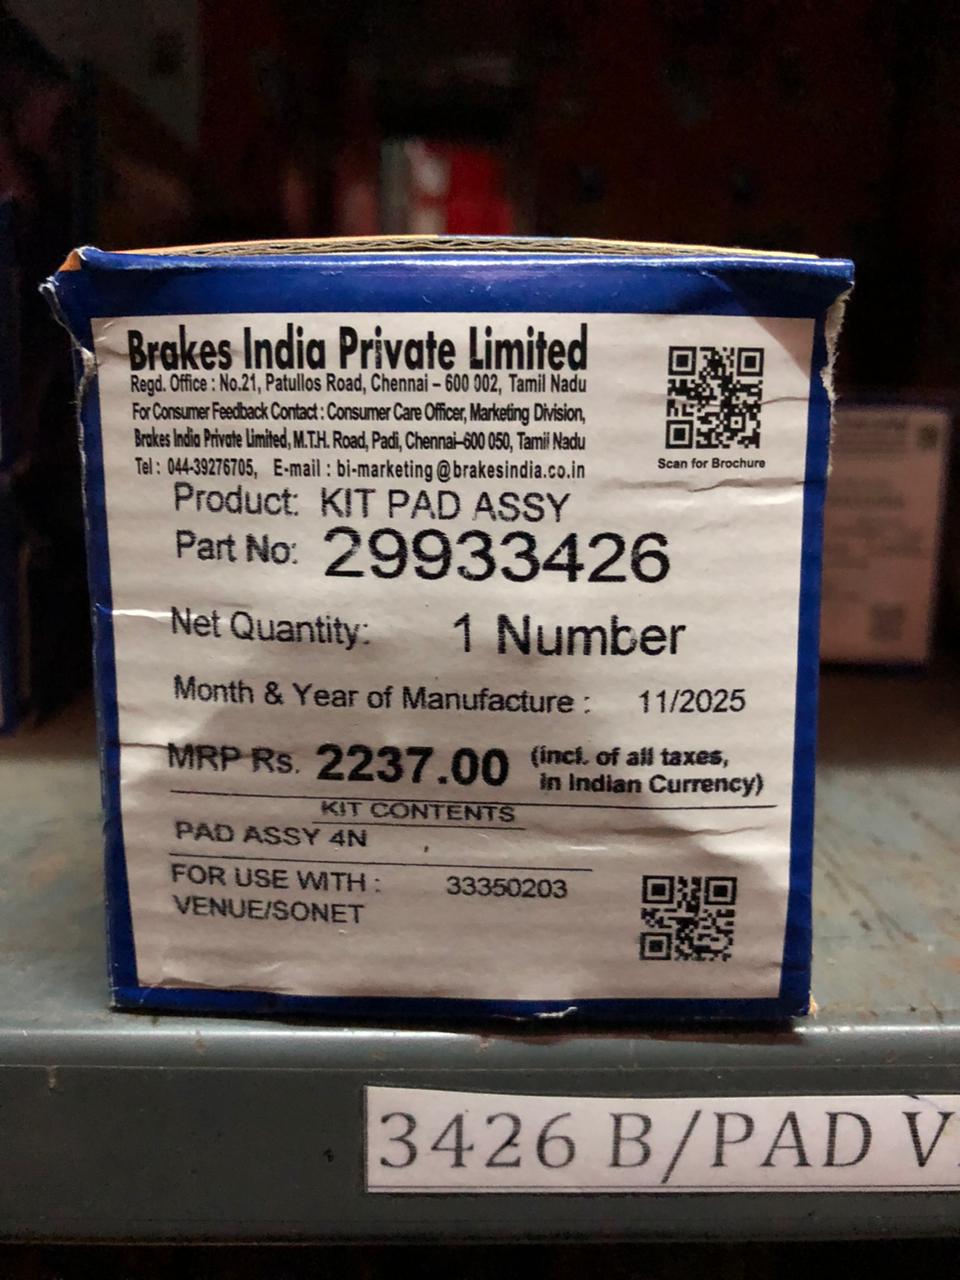 Brakes India Private Limited
Regd. Office : No.21, Patullos Road, Chennai – 600 002, Tamil Nadu
For Consumer Feedback Contact : Consumer Care Officer, Marketing Division,
Brakes India Private Limited, M.T.H. Road, Padi, Chennai–600 050, Tamil Nadu
Tel : 044-39276705, E-mail : bi-marketing@brakesindia.co.in
Scan for Brochure
Product: KIT PAD ASSY
Part No: 29933426
Net Quantity: 1 Number
Month & Year of Manufacture : 11/2025
MRP Rs. 2237.00 (incl. of all taxes,
in Indian Currency)
KIT CONTENTS
PAD ASSY 4N
FOR USE WITH : 33350203
VENUE/SONET
3426 B/PAD V